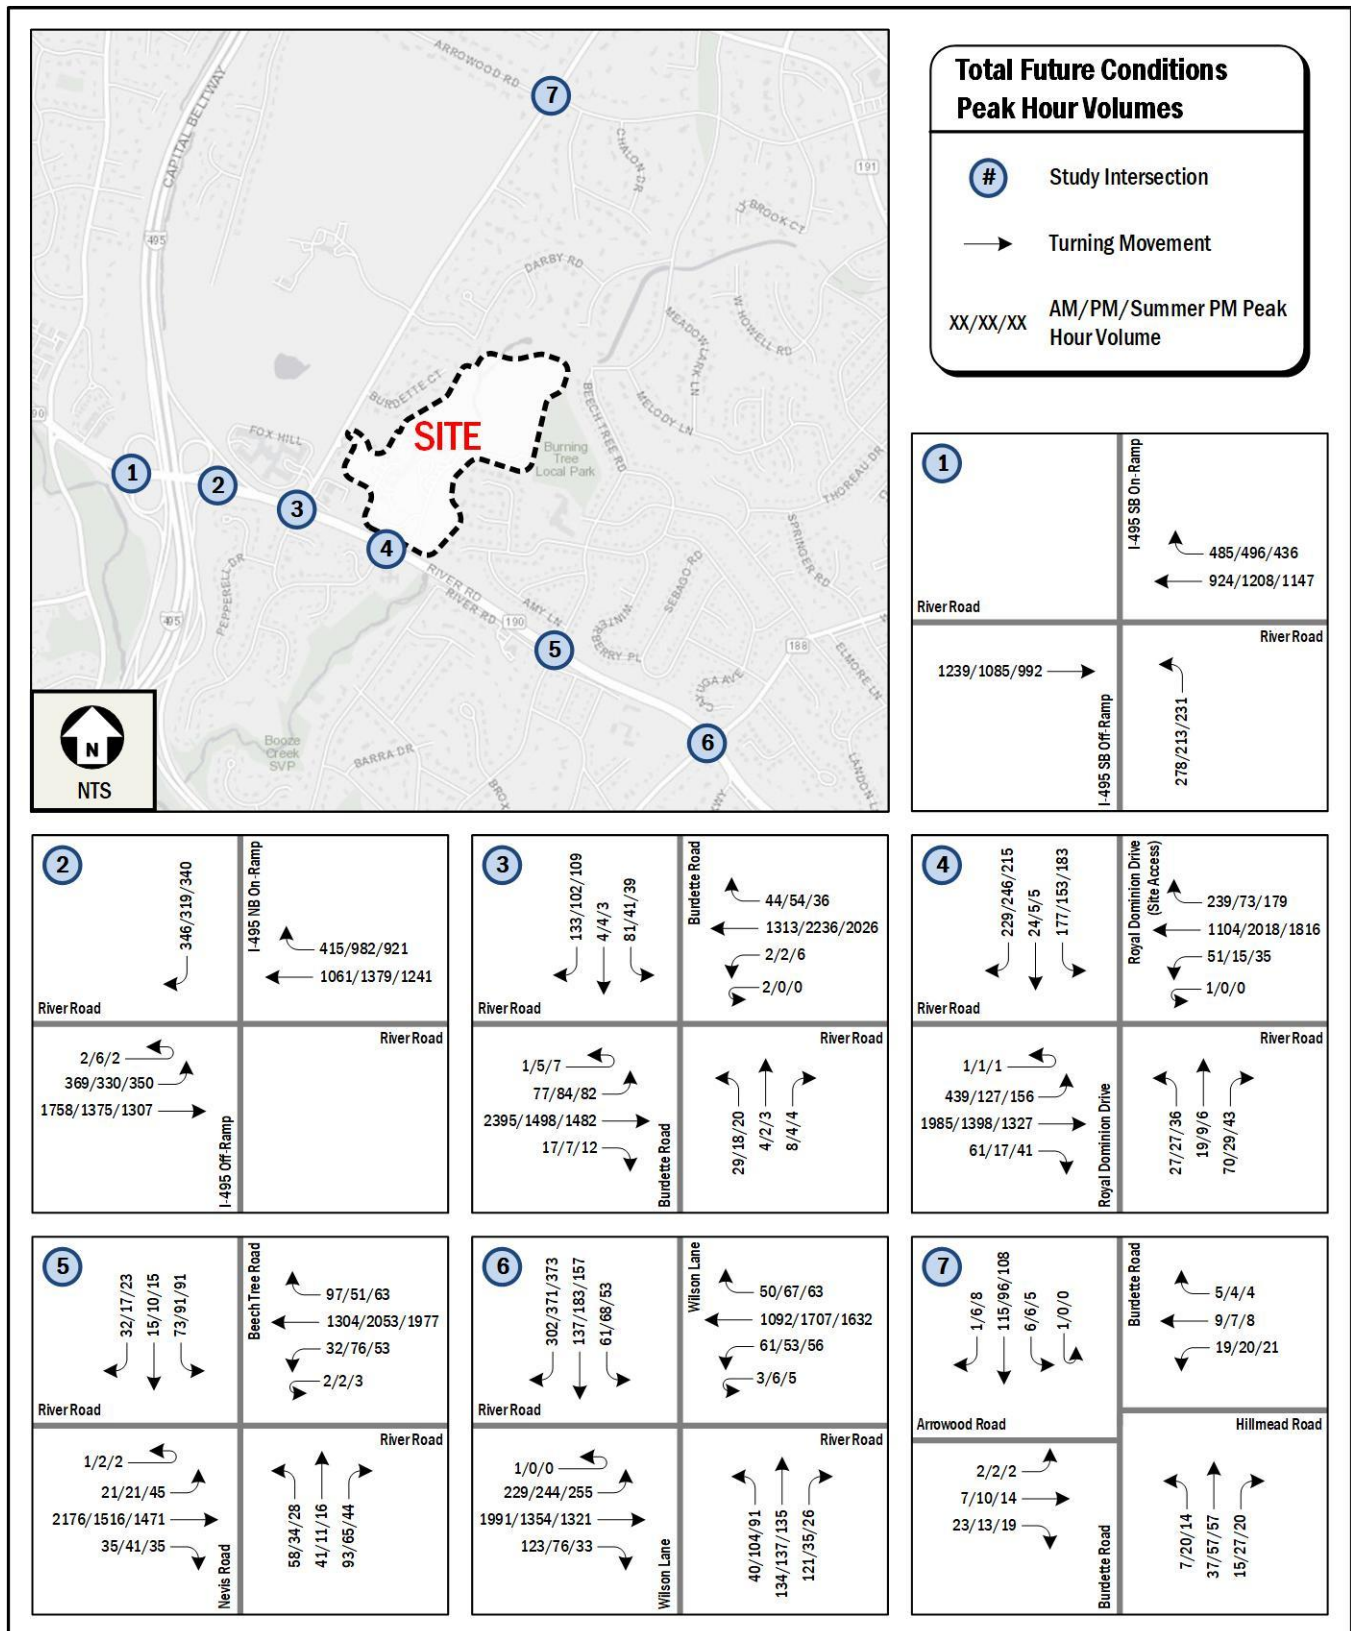 Total Future Conditions
Peak Hour Volumes
#
Study Intersection
Turning Movement
XX/XX/XX
AM/PM/Summer PM Peak
Hour Volume
ARROWOOD RD
7
CAPITAL BELTWAY
CHALON DR
191
BROOK CT
495
DARBY RD
W HOWELL RD
MEADOWLARK LN
BURDETTE CT
BEECH TREE RD
MELODY LN
SITE
Burning
Tree
Local Park
FOX HILL
THOREAU DR
1
2
3
4
SPRINGER RD
PEPPERELL DR
RIVER RD
RIVER RD
SEBAGO RD
AMY LN
190
495
WINTERBERRY PL
5
188
ELMORE LN
CAYUGA AVE
6
Booze
Creek
SVP
BARRA DR
N
NTS
1
I-495 SB On-Ramp
485/496/436
924/1208/1147
River Road
River Road
1239/1085/992
I-495 SB Off-Ramp
278/213/231
2
346/319/340
I-495 NB On-Ramp
415/982/921
1061/1379/1241
River Road
River Road
2/6/2
369/330/350
1758/1375/1307
I-495 Off-Ramp
3
133/102/109
4/4/3
81/41/39
Burdette Road
44/54/36
1313/2236/2026
2/2/6
2/0/0
River Road
River Road
1/5/7
77/84/82
2395/1498/1482
17/7/12
Burdette Road
29/18/20
4/2/3
8/4/4
4
229/246/215
24/5/5
177/153/183
Royal Dominion Drive
(Site Access)
239/73/179
1104/2018/1816
51/15/35
1/0/0
River Road
River Road
1/1/1
439/127/156
1985/1398/1327
61/17/41
Royal Dominion Drive
27/27/36
19/9/6
70/29/43
5
32/17/23
15/10/15
73/91/91
Beech Tree Road
97/51/63
1304/2053/1977
32/76/53
2/2/3
River Road
River Road
1/2/2
21/21/45
2176/1516/1471
35/41/35
Nevis Road
58/34/28
41/11/16
93/65/44
6
302/371/373
137/183/157
61/68/53
Wilson Lane
50/67/63
1092/1707/1632
61/53/56
3/6/5
River Road
River Road
1/0/0
229/244/255
1991/1354/1321
123/76/33
Wilson Lane
40/104/91
134/137/135
121/35/26
7
1/6/8
115/96/108
6/6/5
1/0/0
Burdette Road
5/4/4
9/7/8
19/20/21
Arrowood Road
Hillmead Road
2/2/2
7/10/14
23/13/19
Burdette Road
7/20/14
37/57/57
15/27/20